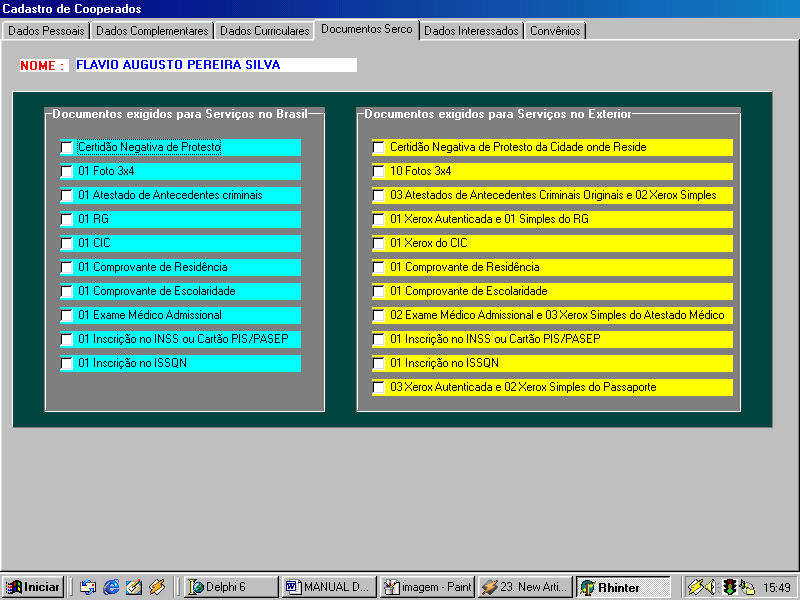 Cadastro de Cooperados
Dados Pessoais Dados Complementares Dados Curriculares Documentos Serco Dados Interessados Convênios
NOME : FLAVIO AUGUSTO PEREIRA SILVA
Documentos exigidos para Serviços no Brasil
Certidão Negativa de Protesto
01 Foto 3x4
01 Atestado de Antecedentes criminais
01 RG
01 CIC
01 Comprovante de Residência
01 Comprovante de Escolaridade
01 Exame Médico Admissional
01 Inscrição no INSS ou Cartão PIS/PASEP
01 Inscrição no ISSQN
Documentos exigidos para Serviços no Exterior
Certidão Negativa de Protesto da Cidade onde Reside
10 Fotos 3x4
03 Atestados de Antecedentes Criminais Originais e 02 Xerox Simples
01 Xerox Autenticada e 01 Simples do RG
01 Xerox do CIC
01 Comprovante de Residência
01 Comprovante de Escolaridade
02 Exame Médico Admissional e 03 Xerox Simples do Atestado Médico
01 Inscrição no INSS ou Cartão PIS/PASEP
01 Inscrição no ISSQN
03 Xerox Autenticada e 02 Xerox Simples do Passaporte
Iniciar Delphi 6 MANUAL D... imagem - Paint 23. New Arti... Rhinter 15:49